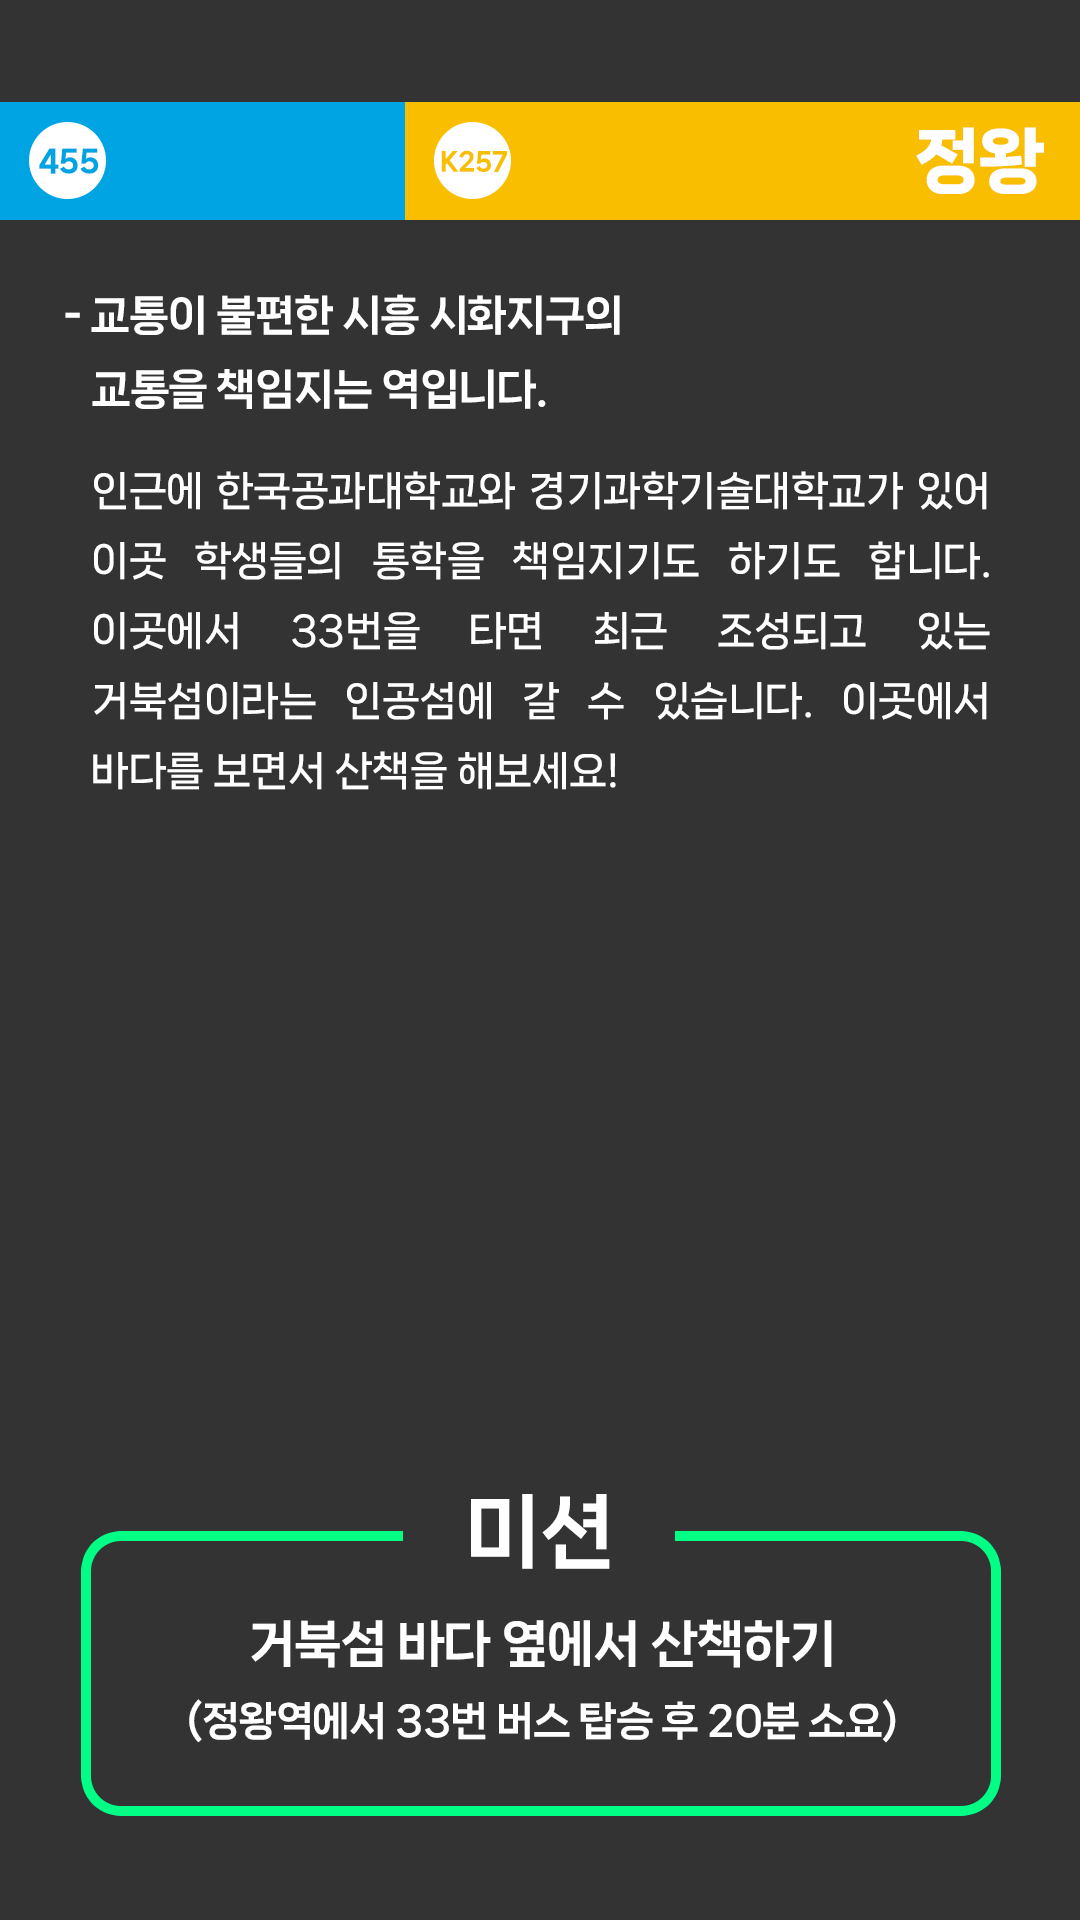 455
K257
정왕
- 교통이 불편한 시흥 시화지구의
교통을 책임지는 역입니다.
인근에 한국공과대학교와 경기과학기술대학교가 있어
이곳 학생들의 통학을 책임지기도 하기도 합니다.
이곳에서 33번을 타면 최근 조성되고 있는
거북섬이라는 인공섬에 갈 수 있습니다. 이곳에서
바다를 보면서 산책을 해보세요!
미션
거북섬 바다 옆에서 산책하기
(정왕역에서 33번 버스 탑승 후 20분 소요)